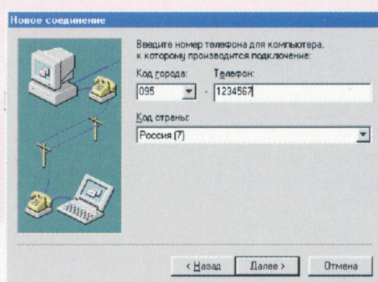 Новое соединение
Введите номер телефона для компьютера,
к которому производится подключение:
Код города: Телефон:
095 - 1234567
Код страны:
Россия (7)
< Назад Далее > Отмена